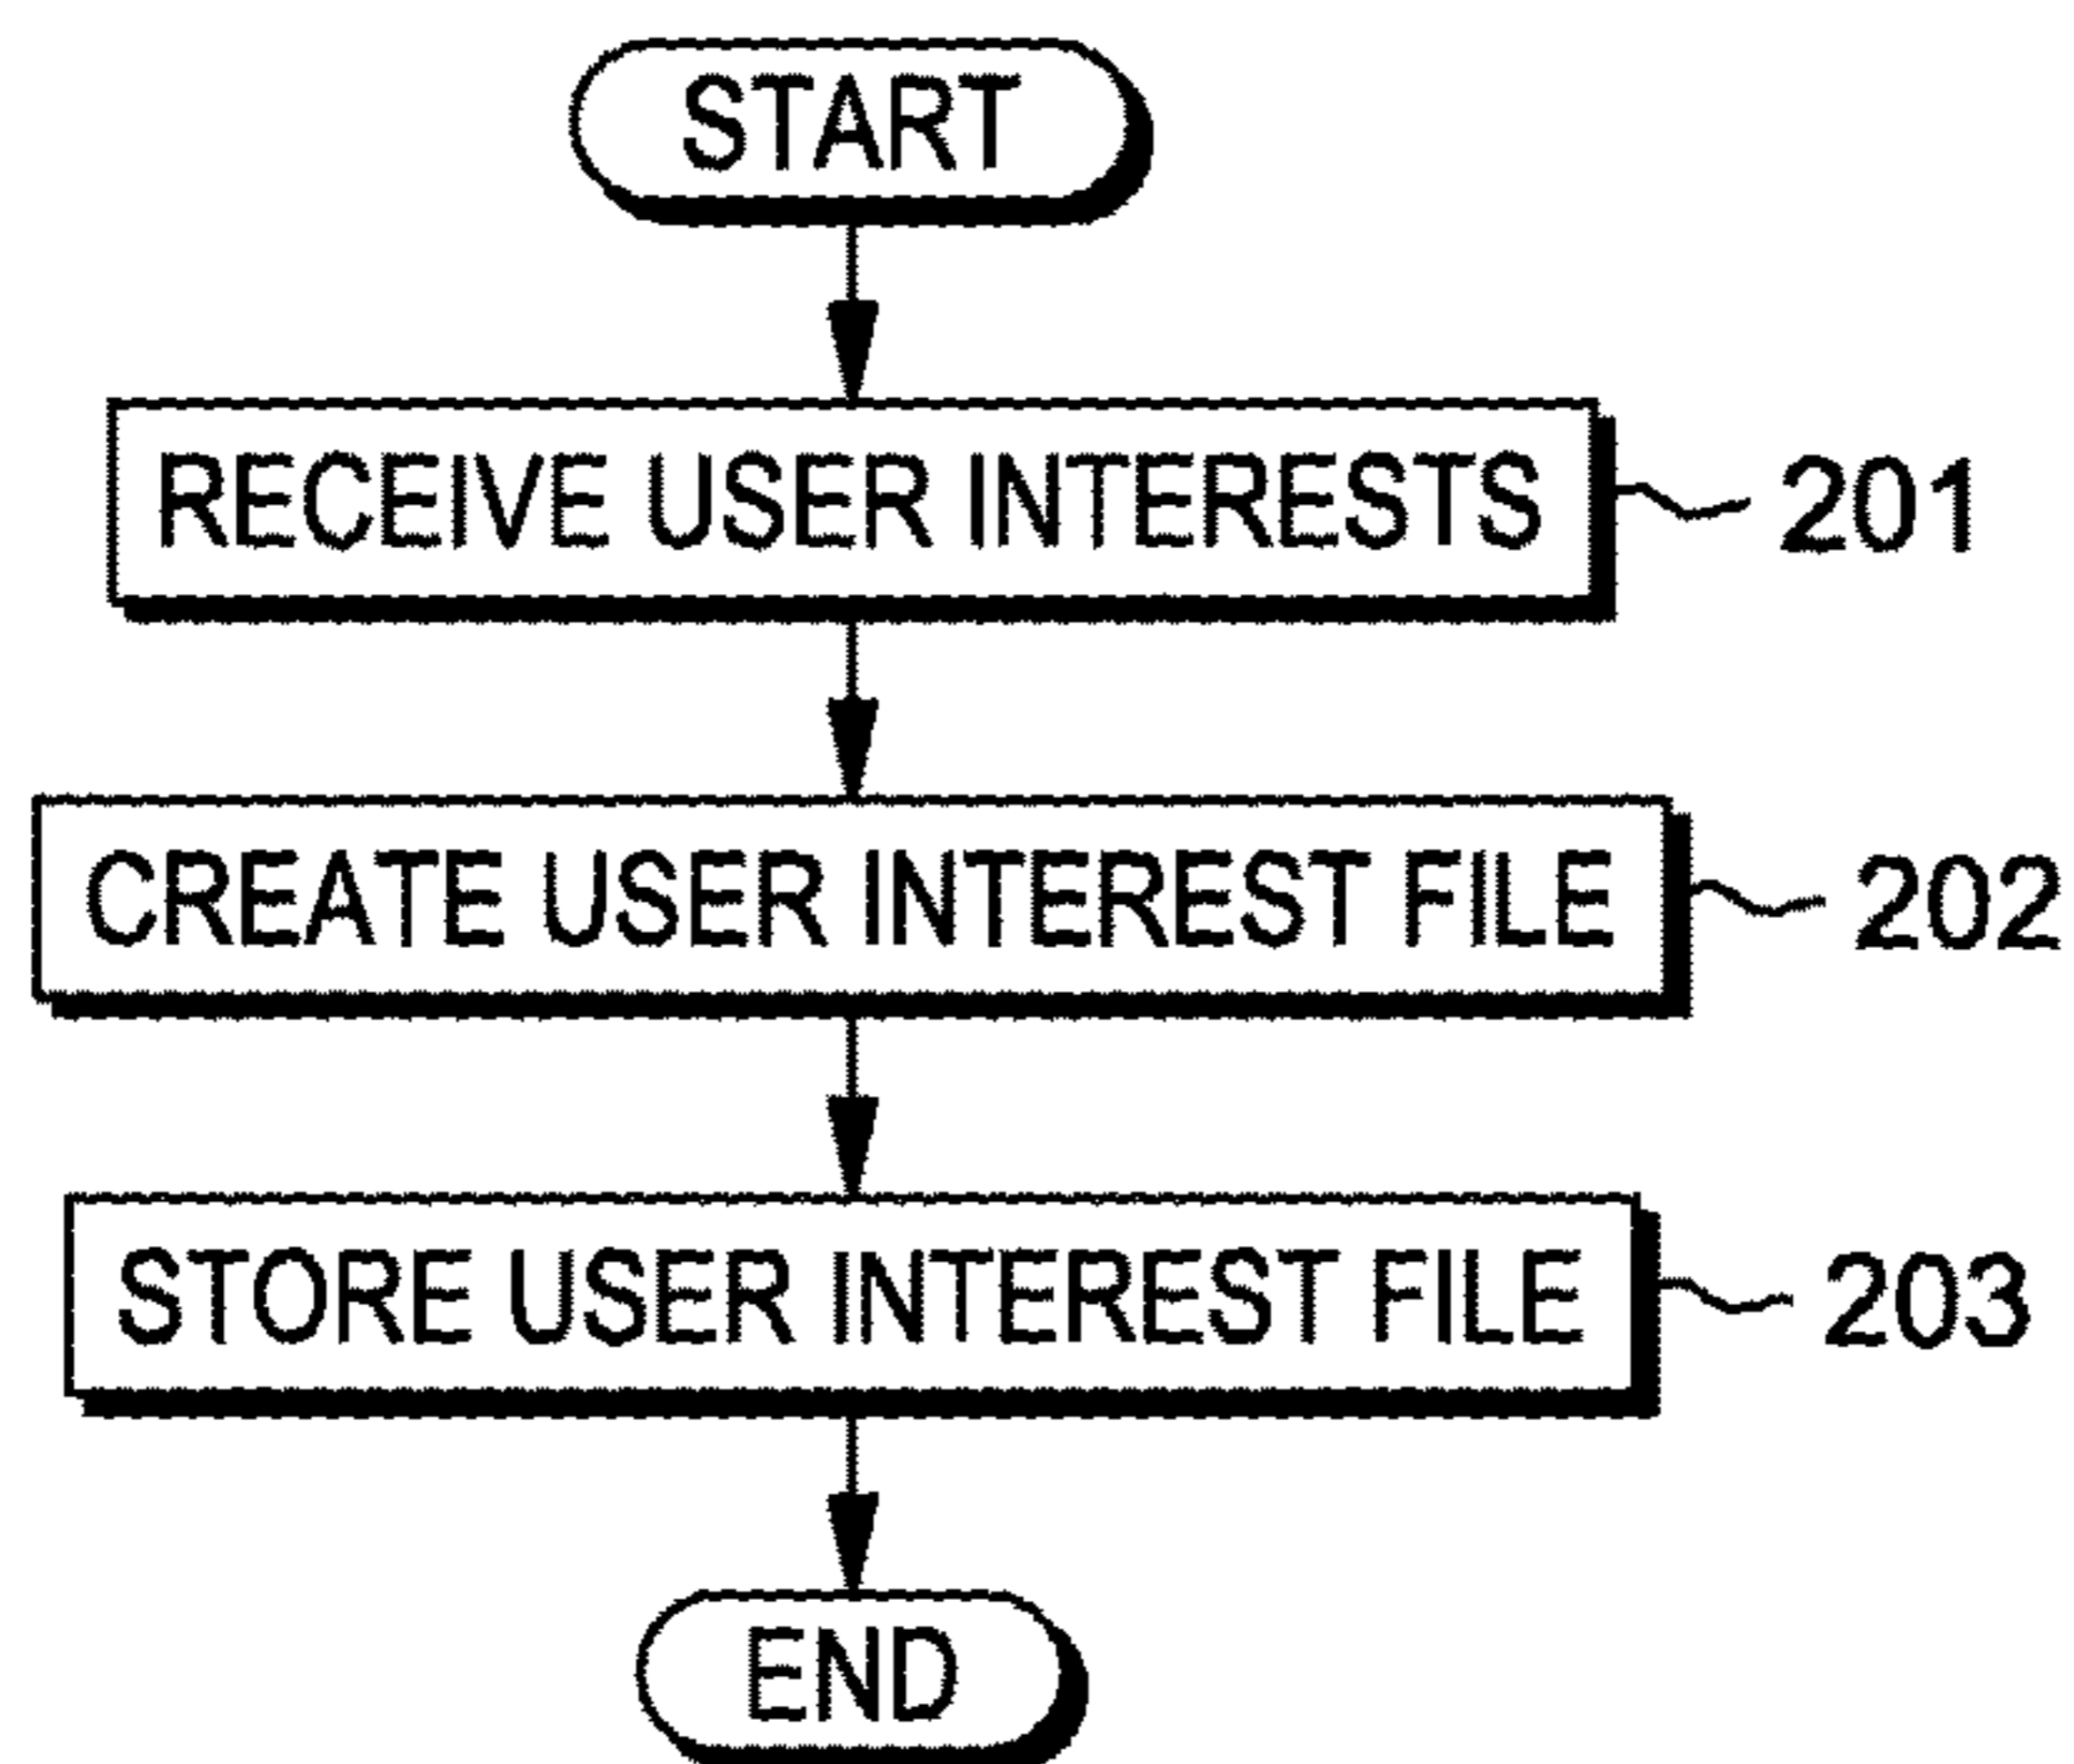 START
RECEIVE USER INTERESTS 201
CREATE USER INTEREST FILE 202
STORE USER INTEREST FILE 203
END